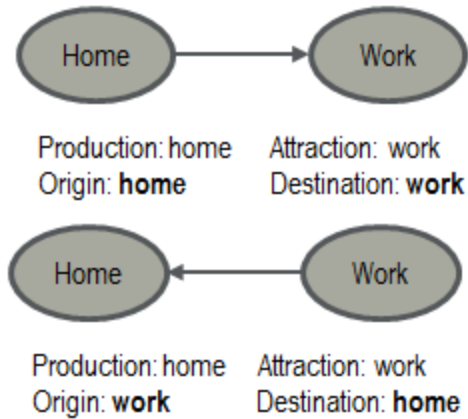 Home Work
Production: home Attraction: work
Origin: home Destination: work
Home Work
Production: home Attraction: work
Origin: work Destination: home